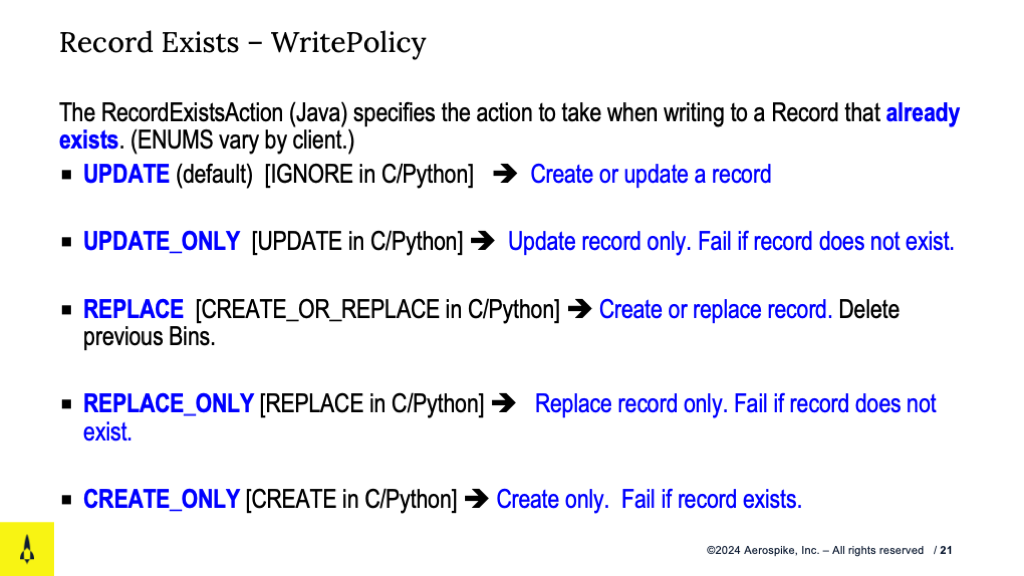 Record Exists – WritePolicy
The RecordExistsAction (Java) specifies the action to take when writing to a Record that already
exists. (ENUMS vary by client.)
▪ UPDATE (default) [IGNORE in C/Python] ➔ Create or update a record
▪ UPDATE_ONLY [UPDATE in C/Python] ➔ Update record only. Fail if record does not exist.
▪ REPLACE [CREATE_OR_REPLACE in C/Python] ➔ Create or replace record. Delete
previous Bins.
▪ REPLACE_ONLY [REPLACE in C/Python] ➔ Replace record only. Fail if record does not
exist.
▪ CREATE_ONLY [CREATE in C/Python] ➔ Create only. Fail if record exists.
©2024 Aerospike, Inc. – All rights reserved / 21